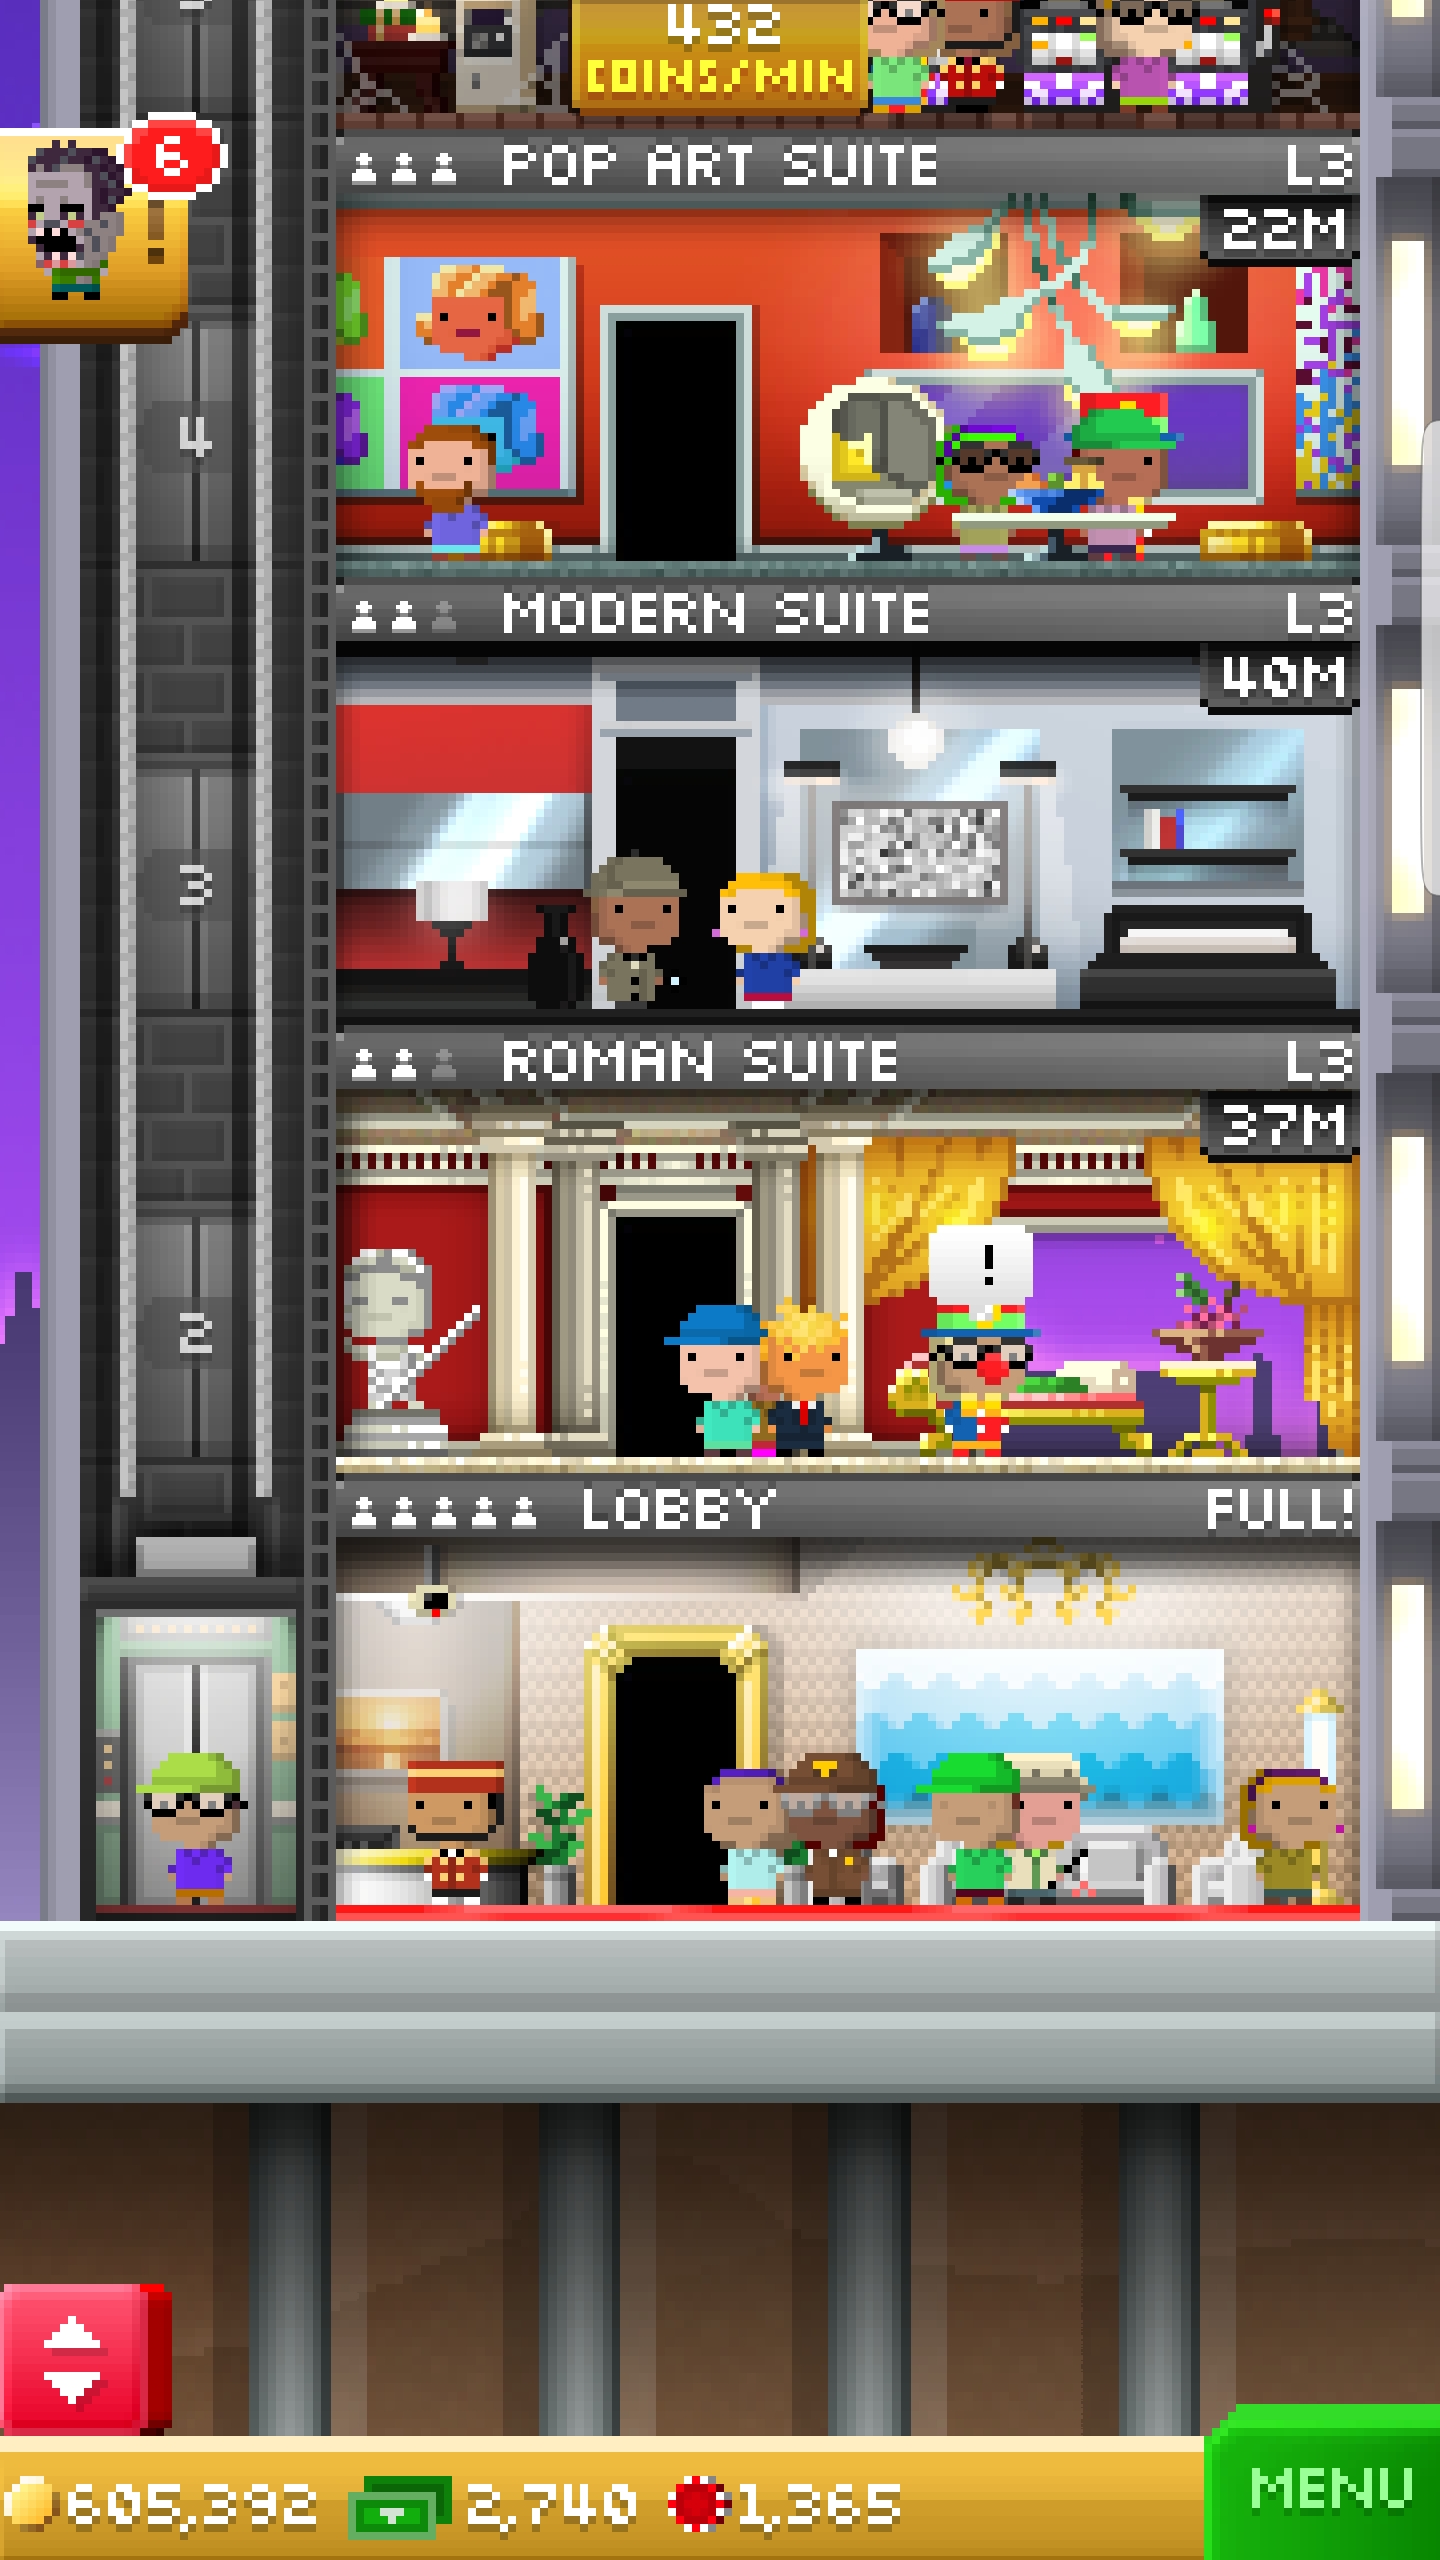 432
COINS/MIN
6
!
POP ART SUITE L3
22M
4
MODERN SUITE L3
40M
3
ROMAN SUITE L3
37M
!
2
LOBBY FULL!
605,392 2,740 1,365
MENU